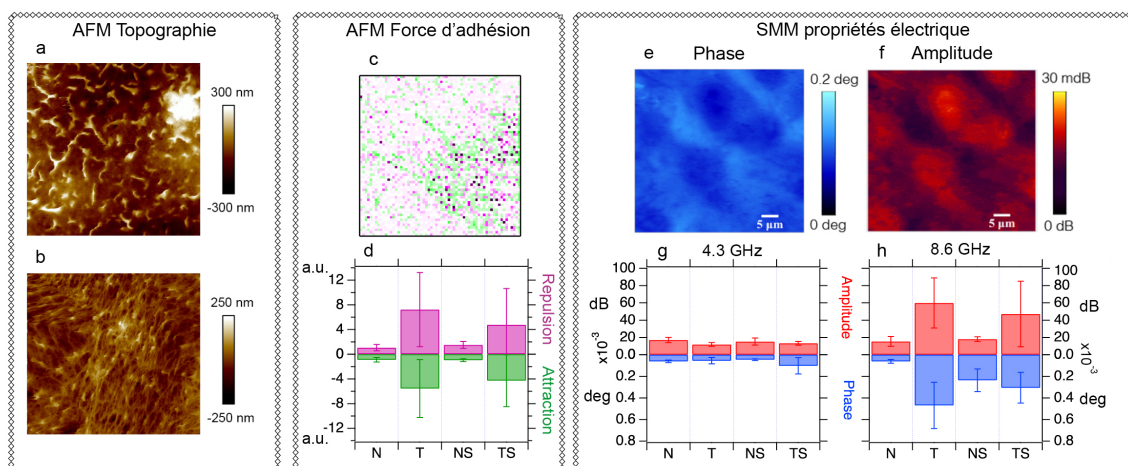 AFM Topographie
a
300 nm
-300 nm
b
250 nm
-250 nm
AFM Force d'adhésion
c
d
a.u.
12
8
4
0
-4
-8
-12
a.u.
Repulsion
Attraction
N T NS TS
SMM propriétés électrique
e Phase
0.2 deg
0 deg
5 µm
f Amplitude
30 mdB
0 dB
5 µm
g 4.3 GHz
100
80
60
40
20
0.0
0.2
0.4
0.6
0.8
dB
x10⁻³
deg
N T NS TS
Amplitude
Phase
h 8.6 GHz
100
80
60
40
20
0.0
0.2
0.4
0.6
0.8
dB
x10⁻³
deg
N T NS TS